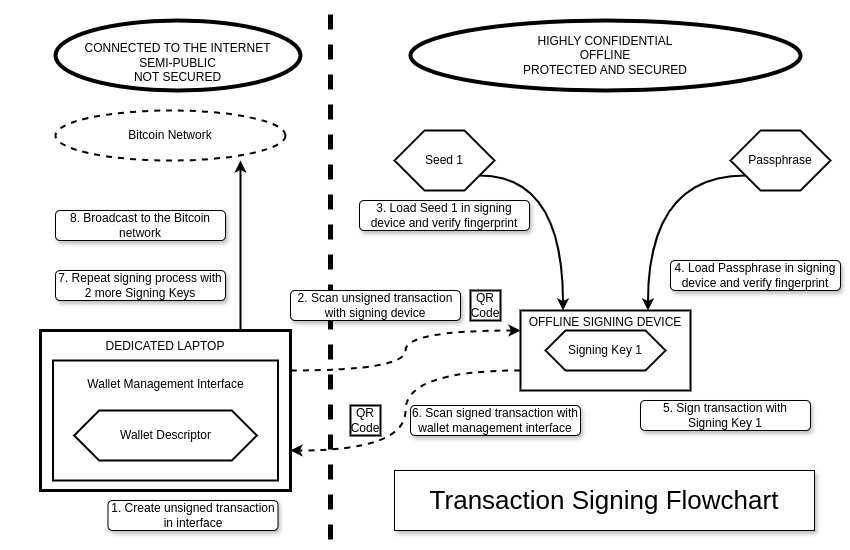 CONNECTED TO THE INTERNET
SEMI-PUBLIC
NOT SECURED
HIGHLY CONFIDENTIAL
OFFLINE
PROTECTED AND SECURED
Bitcoin Network
Seed 1
Passphrase
3. Load Seed 1 in signing
device and verify fingerprint
8. Broadcast to the Bitcoin
network
4. Load Passphrase in signing
device and verify fingerprint
7. Repeat signing process with
2 more Signing Keys
2. Scan unsigned transaction
with signing device
QR
Code
OFFLINE SIGNING DEVICE
Signing Key 1
DEDICATED LAPTOP
Wallet Management Interface
Wallet Descriptor
QR
Code
6. Scan signed transaction with
wallet management interface
5. Sign transaction with
Signing Key 1
1. Create unsigned transaction
in interface
Transaction Signing Flowchart